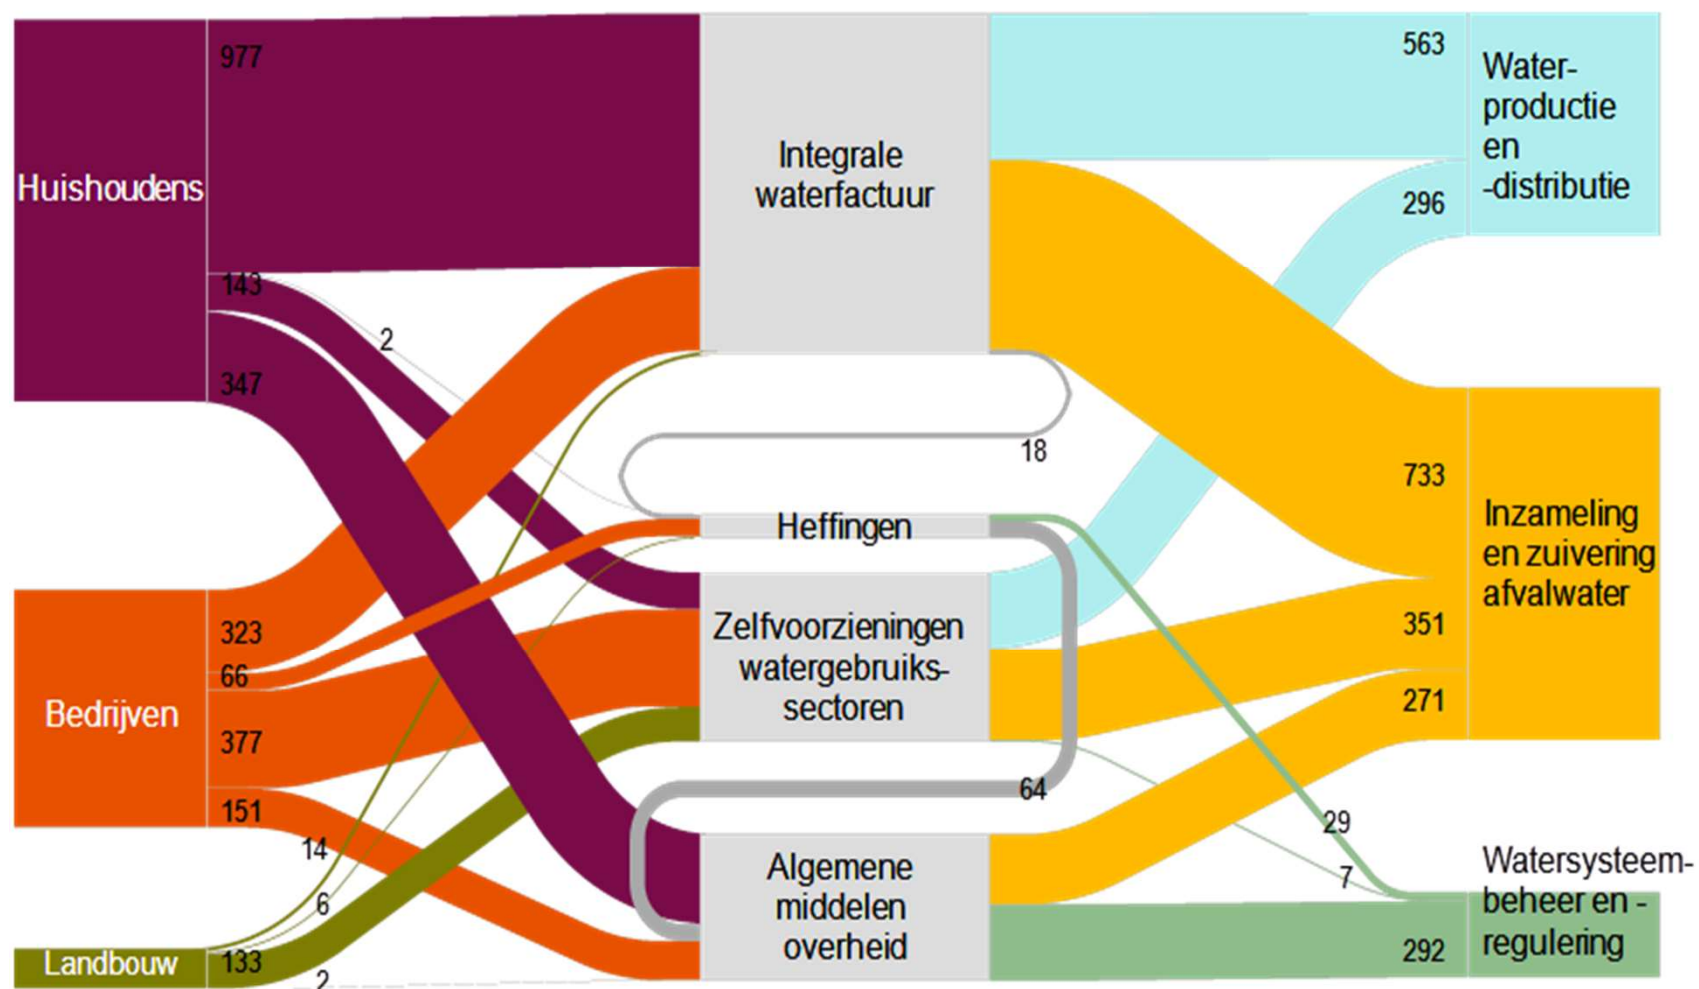 Huishoudens
977
143
347
2
Bedrijven
323
66
377
151
Landbouw
14
6
133
2
Integrale
waterfactuur
18
Heffingen
Zelfvoorzieningen
watergebruiks-
sectoren
64
Algemene
middelen
overheid
563
296
Water-
productie
en
-distributie
733
351
271
Inzameling
en zuivering
afvalwater
29
7
292
Watersysteem-
beheer en -
regulering